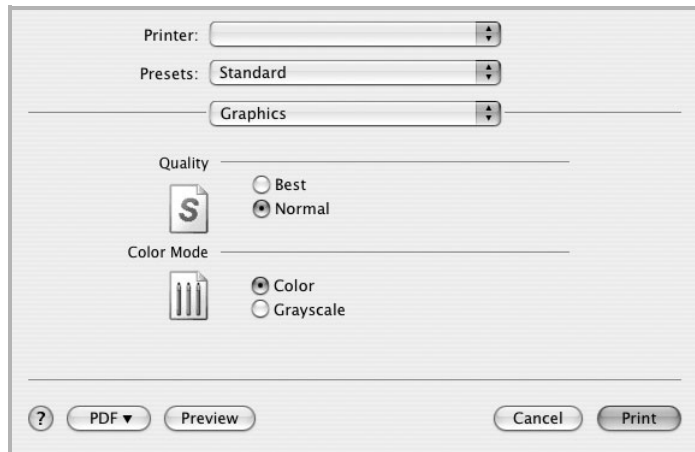 Printer:
Presets: Standard
Graphics
Quality
Best
S Normal
Color Mode
Color
Grayscale
? PDF ▼ Preview Cancel Print